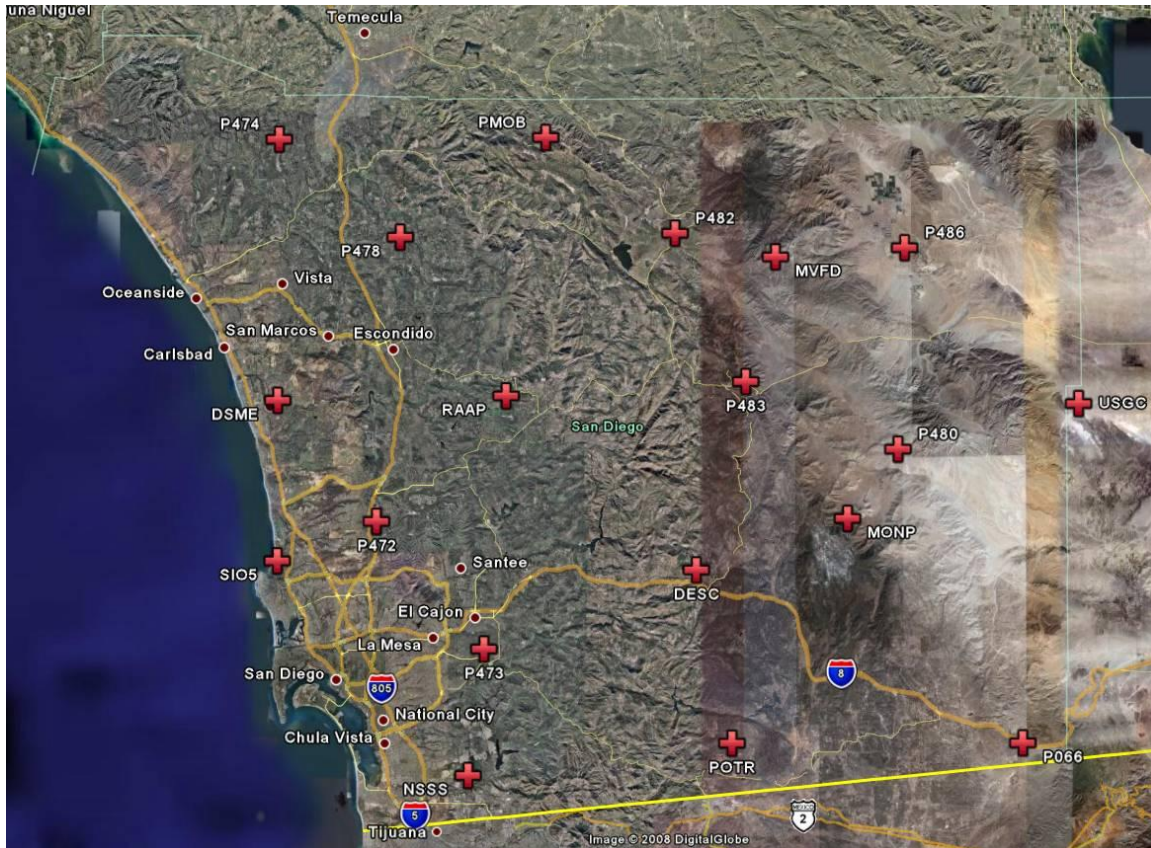 una Niguel
Temecula
P474
PMOB
P482
P486
P478
MVFD
Vista
Oceanside
San Marcos
Escondido
Carlsbad
DSME
RAAP
P483
USGC
San Diego
P480
P472
MONP
SIO5
Santee
DESC
El Cajon
La Mesa
P473
San Diego
805
8
National City
Chula Vista
POTR
P066
NSSS
5
MEXICO
2
Tijuana
Image © 2008 DigitalGlobe